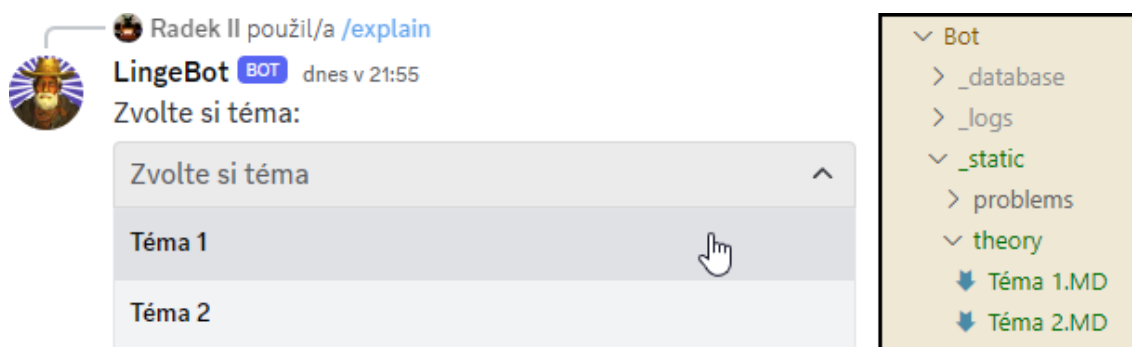 Radek II použil/a /explain
LingeBot BOT dnes v 21:55
Zvolte si téma:
Zvolte si téma
Téma 1
Téma 2
Bot
_database
_logs
_static
problems
theory
Téma 1.MD
Téma 2.MD